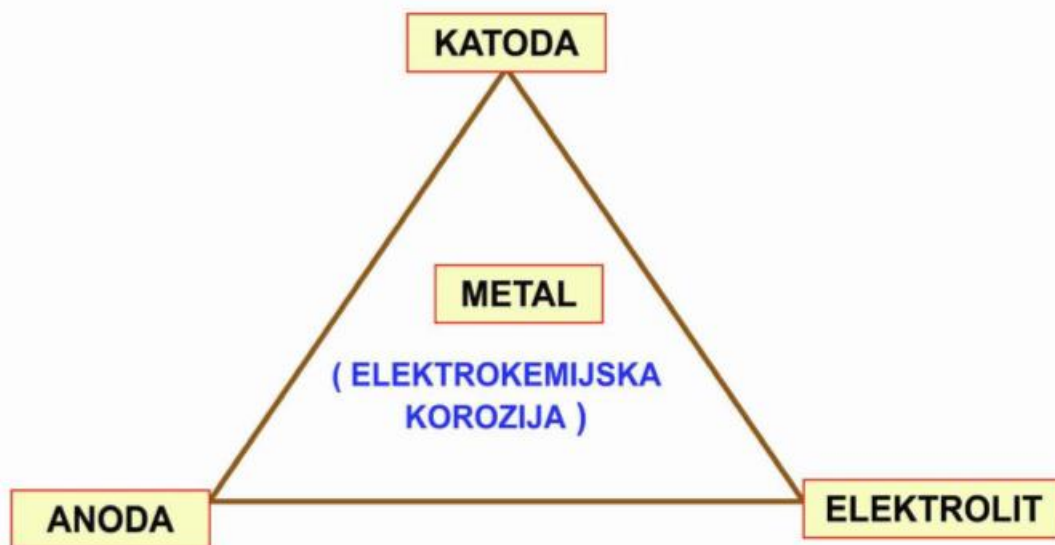 KATODA
METAL
( ELEKTROKEMIJSKA
KOROZIJA )
ANODA
ELEKTROLIT